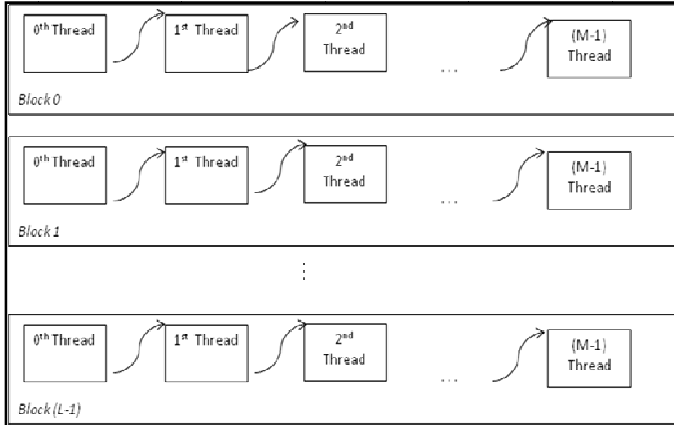 0th Thread 1st Thread 2nd Thread ... (M-1) Thread
Block 0
0th Thread 1st Thread 2nd Thread ... (M-1) Thread
Block 1
⋮
0th Thread 1st Thread 2nd Thread ... (M-1) Thread
Block (L-1)